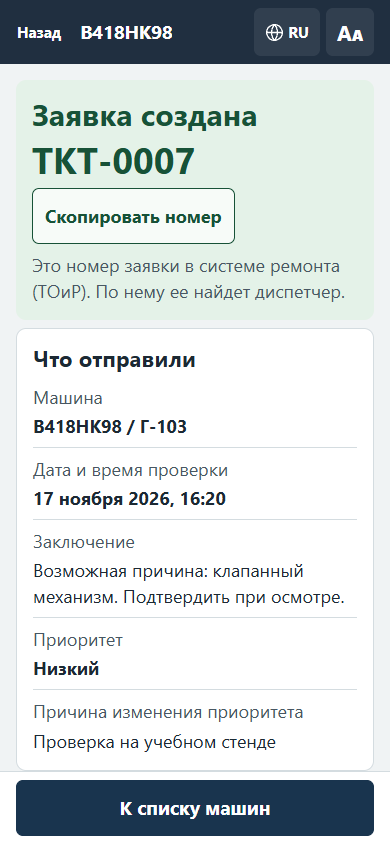 Назад В418НК98 RU Aᴀ
Заявка создана
ТКТ-0007
Скопировать номер
Это номер заявки в системе ремонта
(ТОиР). По нему ее найдет диспетчер.
Что отправили
Машина
В418НК98 / Г-103
Дата и время проверки
17 ноября 2026, 16:20
Заключение
Возможная причина: клапанный
механизм. Подтвердить при осмотре.
Приоритет
Низкий
Причина изменения приоритета
Проверка на учебном стенде
К списку машин